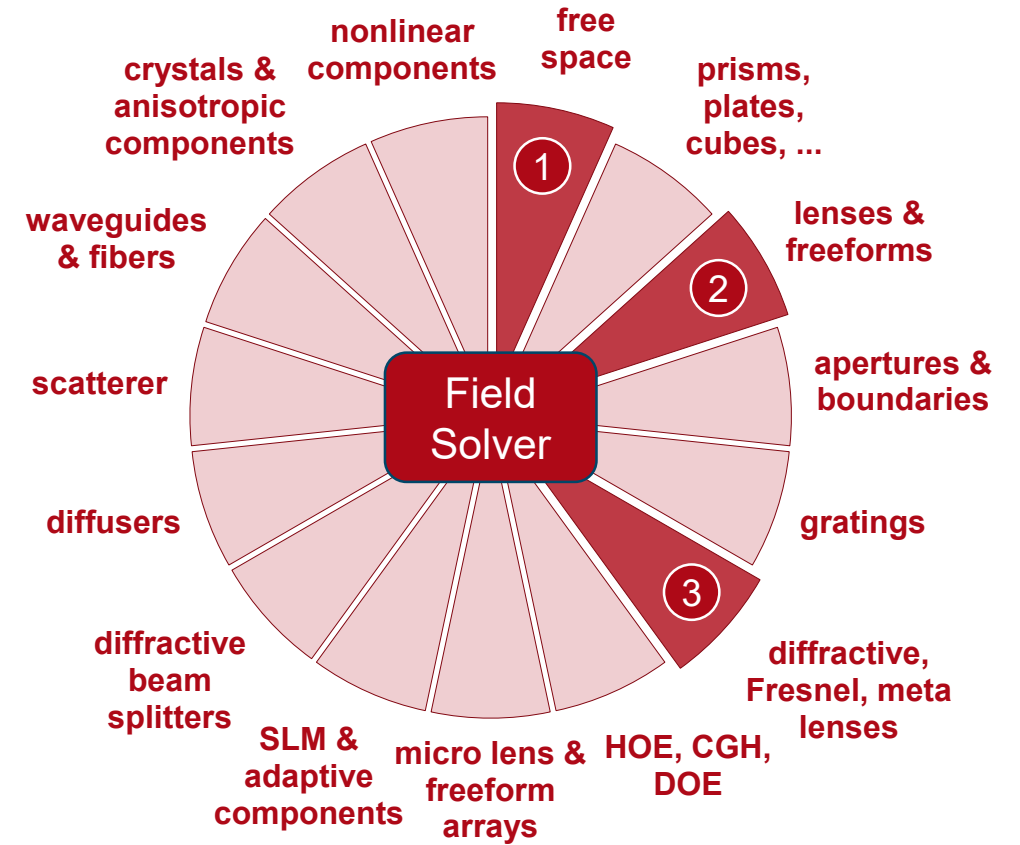 free
space
prisms,
plates,
cubes, ...
lenses &
freeforms
apertures &
boundaries
gratings
diffractive,
Fresnel, meta
lenses
HOE, CGH,
DOE
micro lens &
freeform
arrays
SLM &
adaptive
components
diffractive
beam
splitters
diffusers
scatterer
waveguides
& fibers
crystals &
anisotropic
components
nonlinear
components
1
2
3
Field
Solver